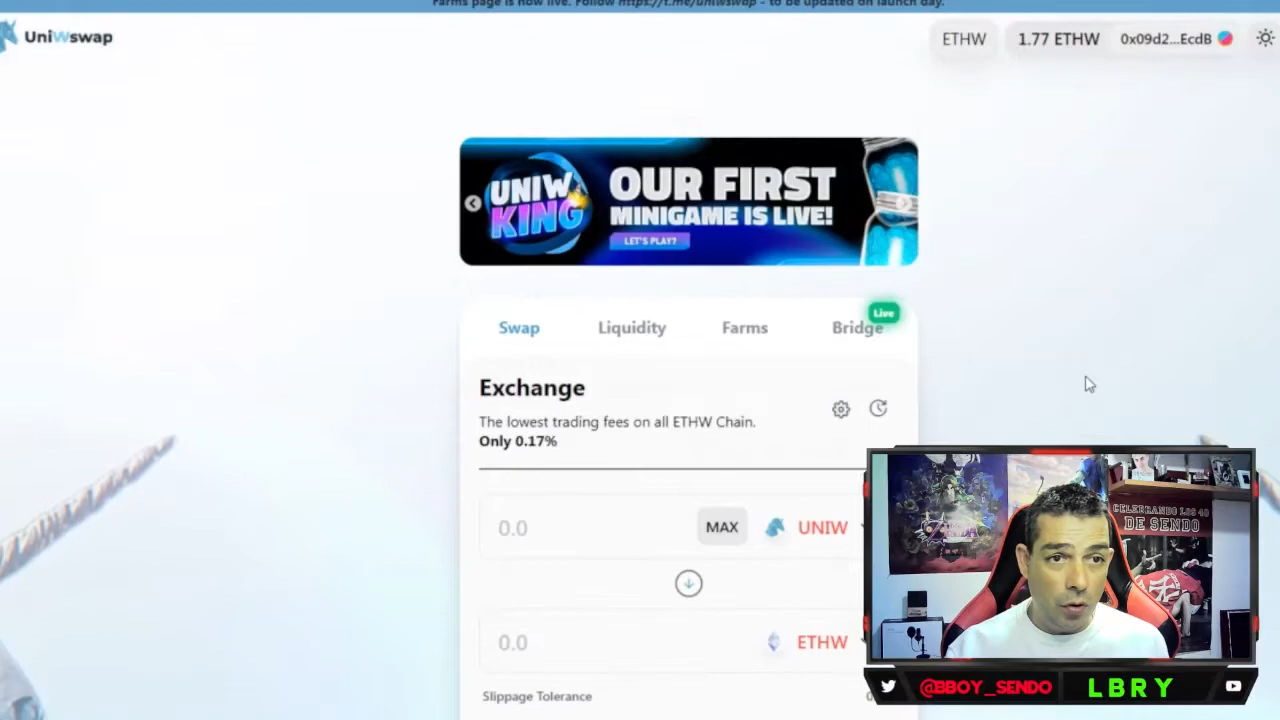 Farms page is now live. Follow https://t.me/uniwswap - to be updated on launch day.
UniWswap
ETHW
1.77 ETHW
0x09d2...EcdB
UNIW
KING
OUR FIRST
MINIGAME IS LIVE!
LET'S PLAY?
Live
Swap
Liquidity
Farms
Bridge
Exchange
The lowest trading fees on all ETHW Chain.
Only 0.17%
0.0
MAX
UNIW
0.0
ETHW
Slippage Tolerance
CELEBRANDO LOS 40
DE SENDO
@BBOY_SENDO
LBRY